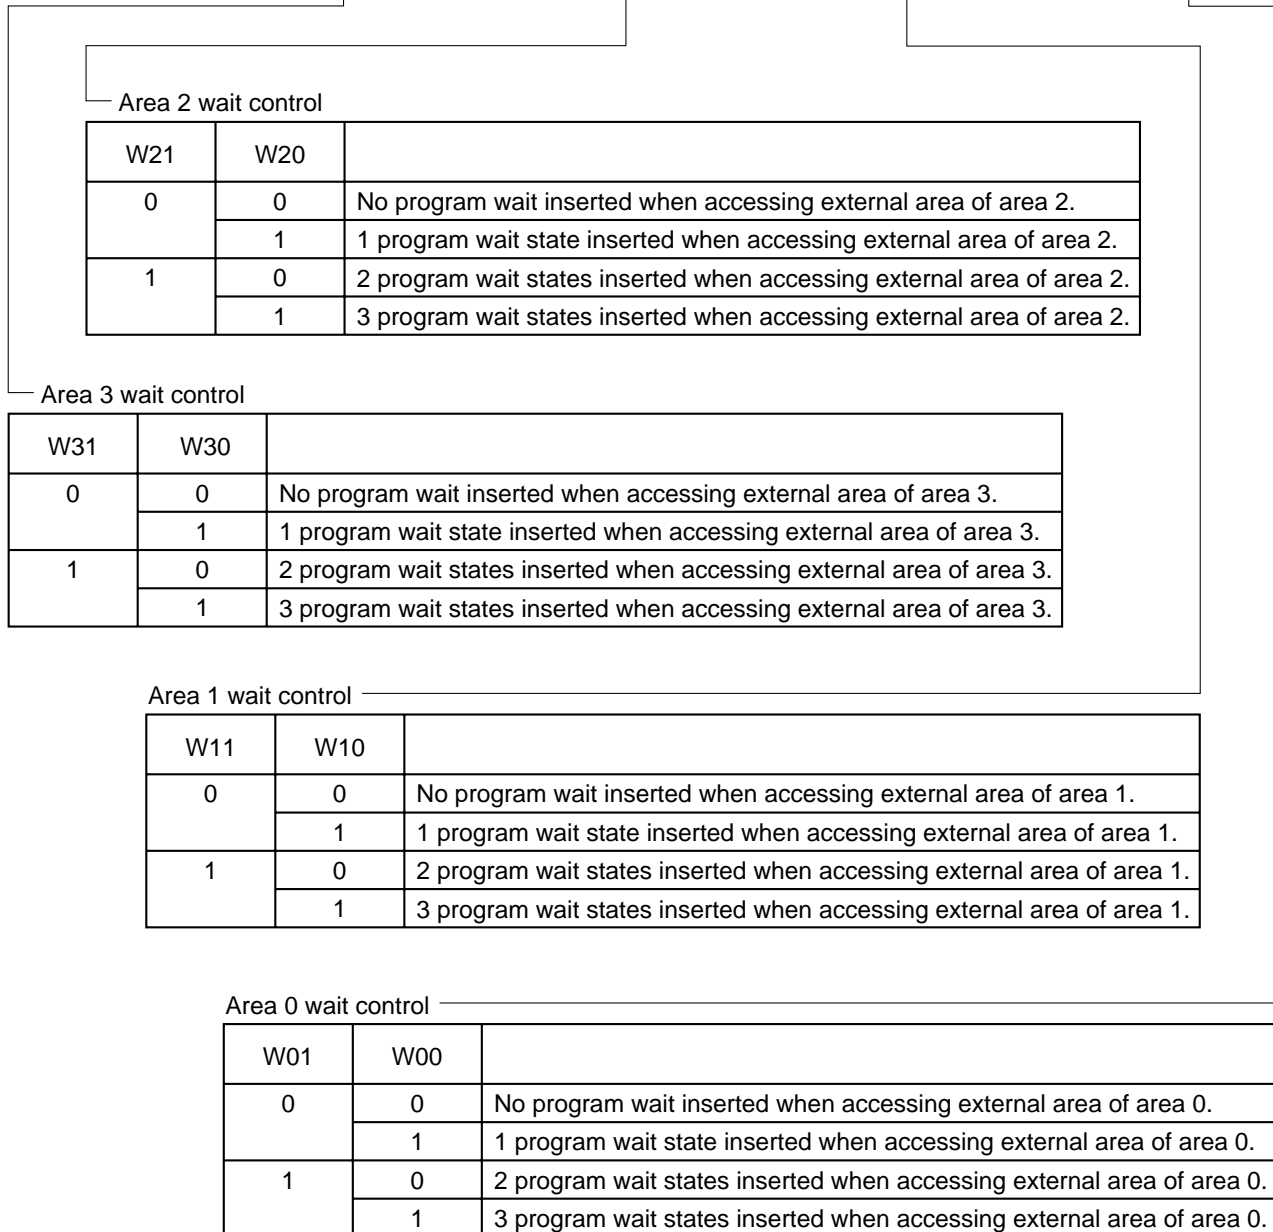 Area 2 wait control
W21 W20
0 0 No program wait inserted when accessing external area of area 2.
1 1 program wait state inserted when accessing external area of area 2.
1 0 2 program wait states inserted when accessing external area of area 2.
1 3 program wait states inserted when accessing external area of area 2.
Area 3 wait control
W31 W30
0 0 No program wait inserted when accessing external area of area 3.
1 1 program wait state inserted when accessing external area of area 3.
1 0 2 program wait states inserted when accessing external area of area 3.
1 3 program wait states inserted when accessing external area of area 3.
Area 1 wait control
W11 W10
0 0 No program wait inserted when accessing external area of area 1.
1 1 program wait state inserted when accessing external area of area 1.
1 0 2 program wait states inserted when accessing external area of area 1.
1 3 program wait states inserted when accessing external area of area 1.
Area 0 wait control
W01 W00
0 0 No program wait inserted when accessing external area of area 0.
1 1 program wait state inserted when accessing external area of area 0.
1 0 2 program wait states inserted when accessing external area of area 0.
1 3 program wait states inserted when accessing external area of area 0.